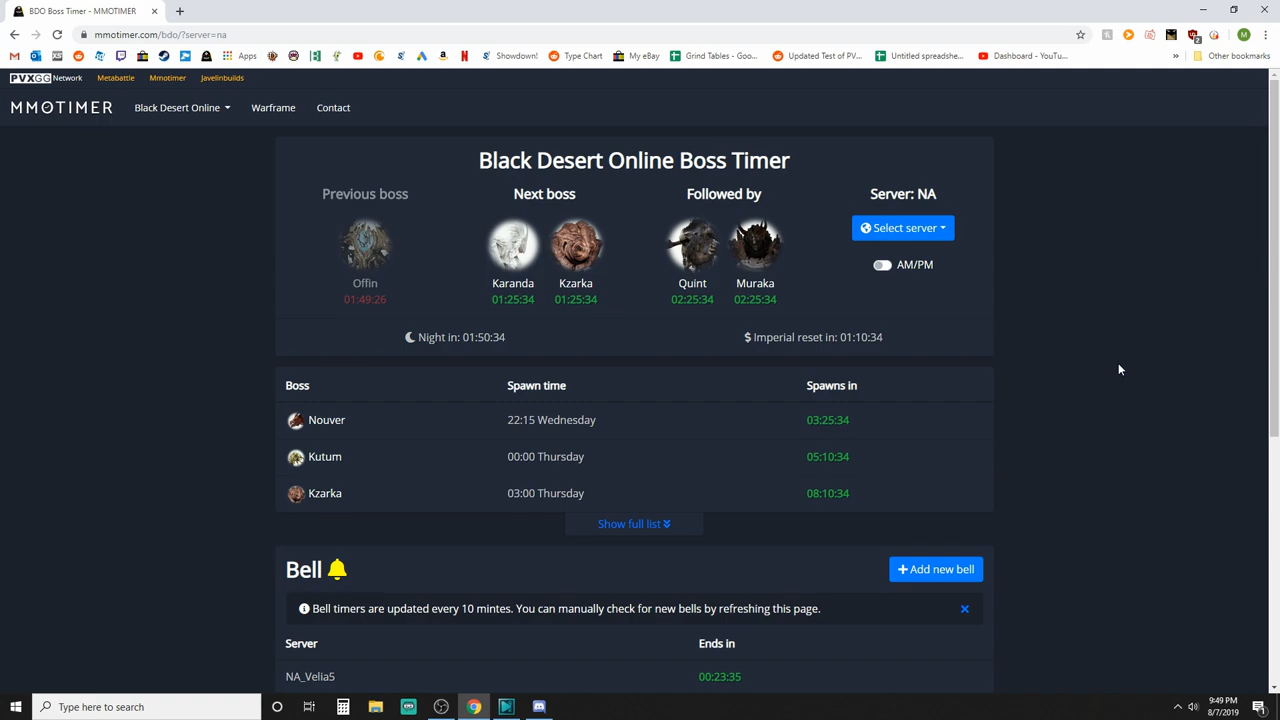 BDO Boss Timer - MMOTIMER
mmotimer.com/bdo/?server=na
M
Apps
Showdown!
Type Chart
My eBay
Grind Tables - Goo...
Updated Test of PV...
Untitled spreadshe...
Dashboard - YouTu...
Other bookmarks
PVXGG Network
Metabattle
Mmotimer
Javelinbuilds
MMOTIMER
Black Desert Online
Warframe
Contact
Black Desert Online Boss Timer
Previous boss
Next boss
Followed by
Server: NA
Select server
AM/PM
Offin
Karanda
Kzarka
Quint
Muraka
01:49:26
01:25:34
01:25:34
02:25:34
02:25:34
Night in: 01:50:34
$ Imperial reset in: 01:10:34
Boss
Spawn time
Spawns in
Nouver
22:15 Wednesday
03:25:34
Kutum
00:00 Thursday
05:10:34
Kzarka
03:00 Thursday
08:10:34
Show full list
Bell
Add new bell
Bell timers are updated every 10 mintes. You can manually check for new bells by refreshing this page.
Server
Ends in
NA_Velia5
00:23:35
Type here to search
9:49 PM
8/7/2019